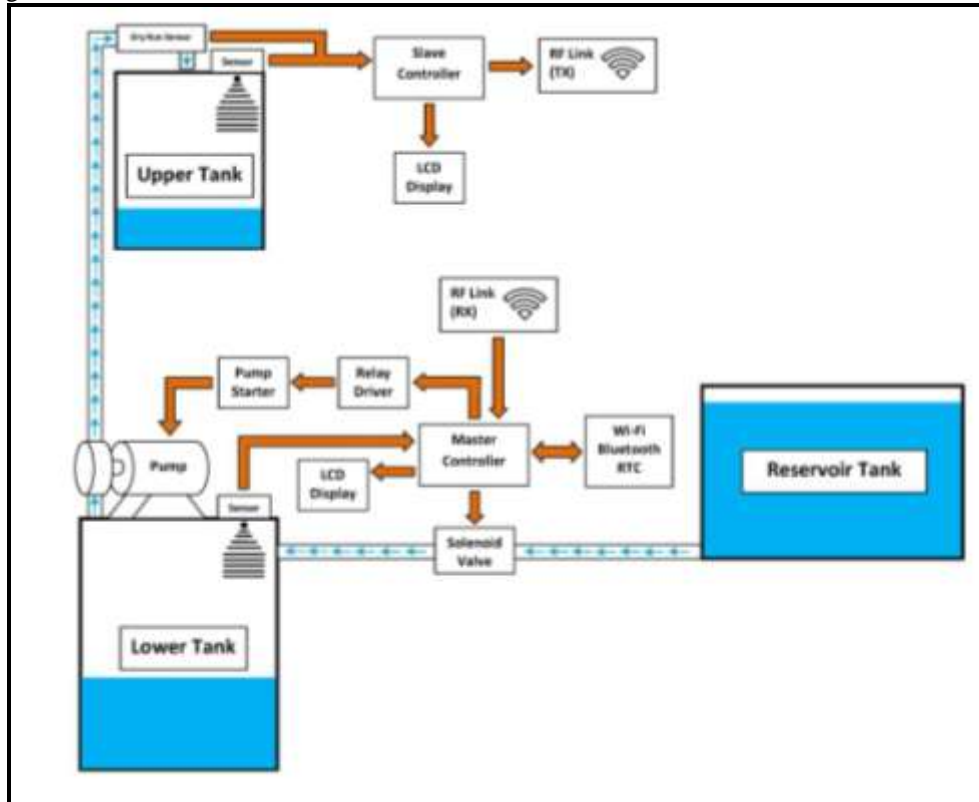 Dry Run Sensor
Sensor
Slave
Controller
RF Link
(TX)
Upper Tank
LCD
Display
RF Link
(RX)
Pump
Starter
Relay
Driver
Master
Controller
Wi-Fi
Bluetooth
RTC
Reservoir Tank
Pump
LCD
Display
Sensor
Solenoid
Valve
Lower Tank